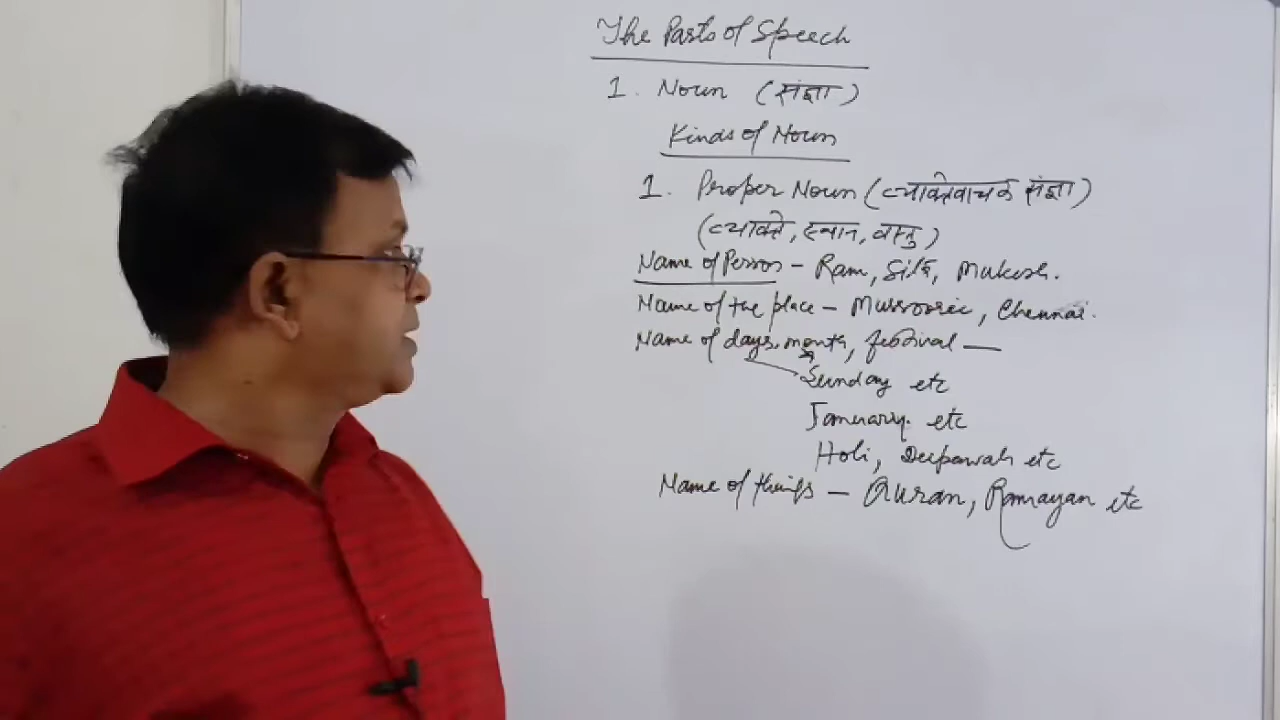 The Parts of Speech
1. Noun (संज्ञा)
Kinds of Noun
1. Proper Noun (व्यक्तिवाचक संज्ञा)
(व्यक्ति, स्थान, वस्तु)
Name of Person - Ram, Mukesh.
Name of the place - Mussoorie, Chennai.
Name of days, month, festival —
Sunday etc
January. etc
Holi, Deepawali etc
Name of things - Quran, Ramayan etc